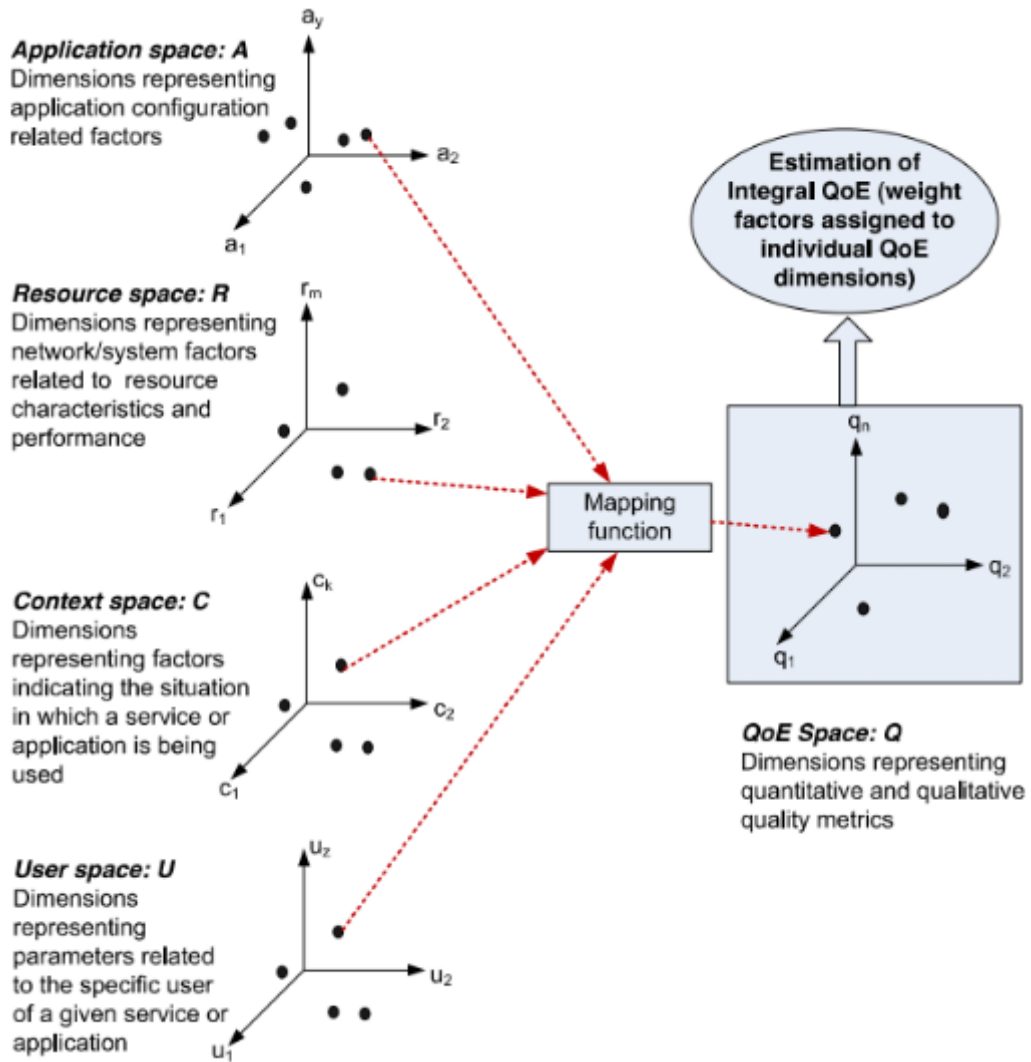 Application space: A
Dimensions representing
application configuration
related factors
a_y
a_2
a_1
Resource space: R
Dimensions representing
network/system factors
related to resource
characteristics and
performance
r_m
r_2
r_1
Context space: C
Dimensions
representing factors
indicating the situation
in which a service or
application is being
used
c_k
c_2
c_1
User space: U
Dimensions
representing
parameters related
to the specific user
of a given service or
application
u_z
u_2
u_1
Mapping
function
Estimation of
Integral QoE (weight
factors assigned to
individual QoE
dimensions)
q_n
q_2
q_1
QoE Space: Q
Dimensions representing
quantitative and qualitative
quality metrics